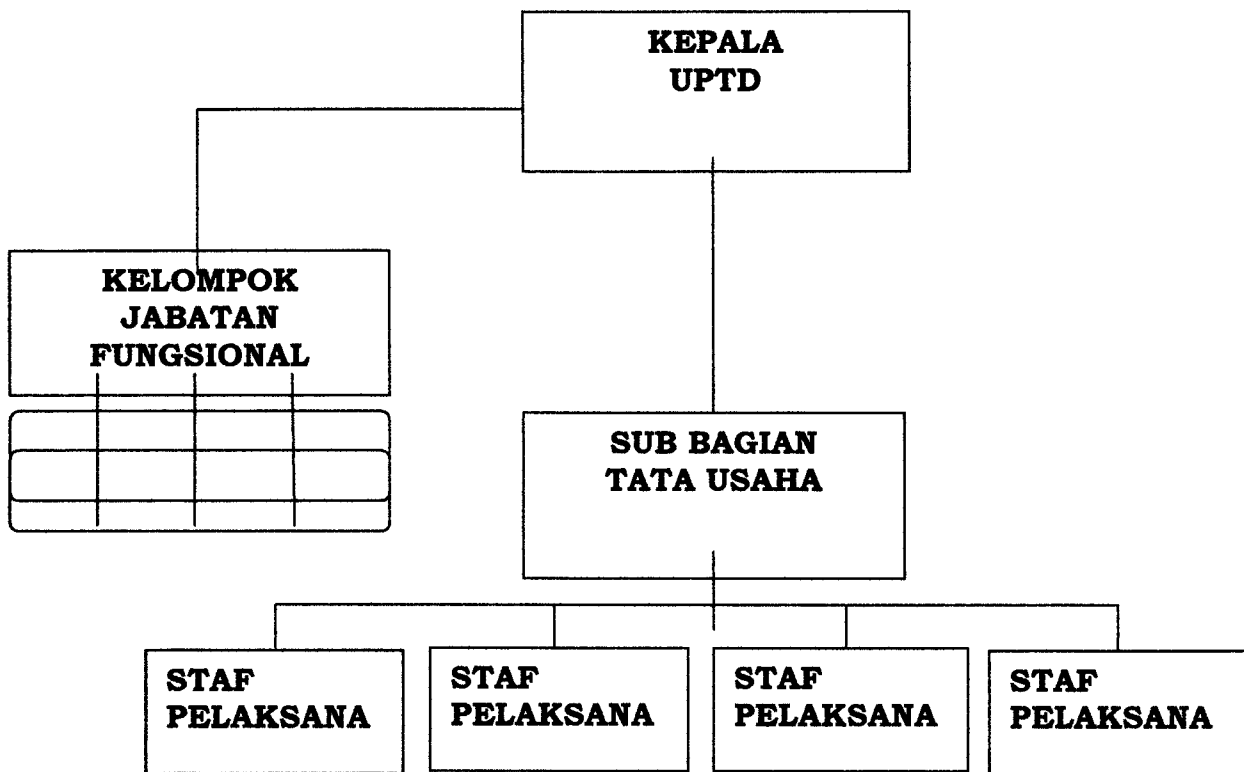 KEPALA
UPTD
KELOMPOK
JABATAN
FUNGSIONAL
SUB BAGIAN
TATA USAHA
STAF
PELAKSANA
STAF
PELAKSANA
STAF
PELAKSANA
STAF
PELAKSANA